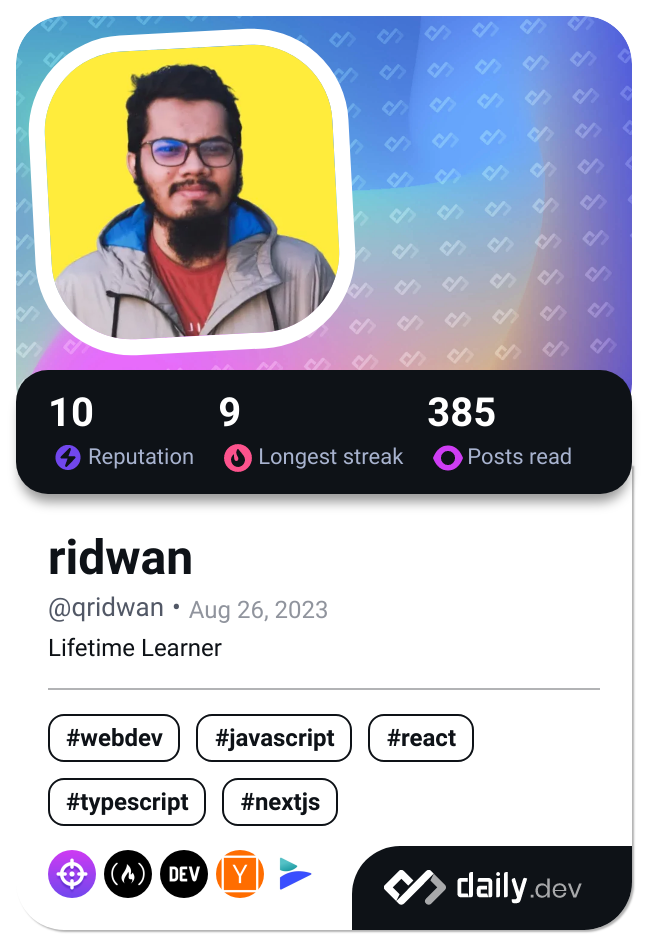 10 9 385
Reputation Longest streak Posts read
ridwan
@qridwan • Aug 26, 2023
Lifetime Learner
#webdev #javascript #react
#typescript #nextjs
DEV Y
daily.dev